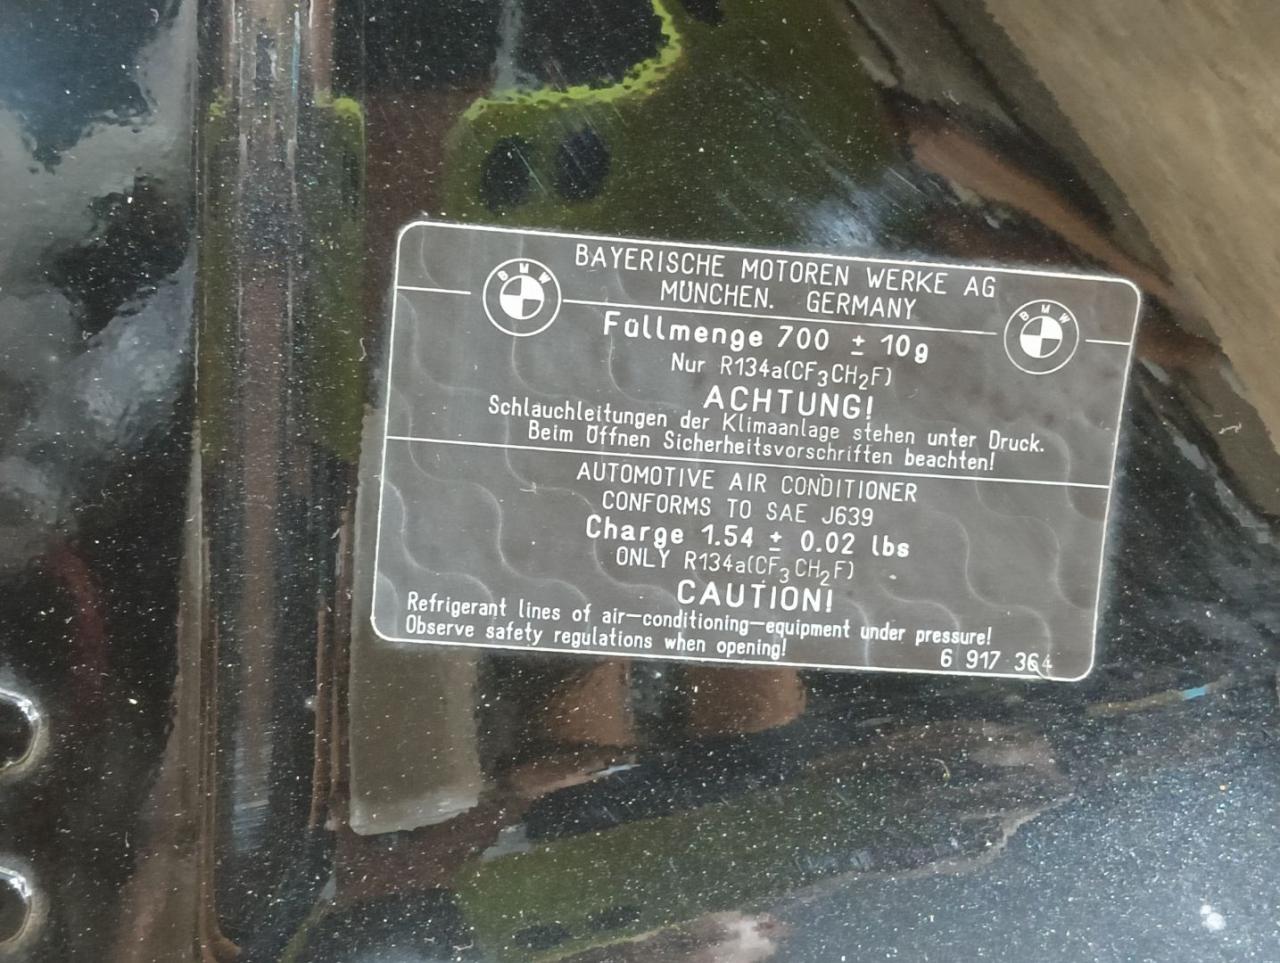 BAYERISCHE MOTOREN WERKE AG
MÜNCHEN. GERMANY
BMW
BMW
Füllmenge 700 ± 10g
Nur R134a(CF3CH2F)
ACHTUNG!
Schlauchleitungen der Klimaanlage stehen unter Druck.
Beim Öffnen Sicherheitsvorschriften beachten!
AUTOMOTIVE AIR CONDITIONER
CONFORMS TO SAE J639
Charge 1.54 ± 0.02 lbs
ONLY R134a(CF3CH2F)
CAUTION!
Refrigerant lines of air-conditioning-equipment under pressure!
Observe safety regulations when opening!
6 917 364